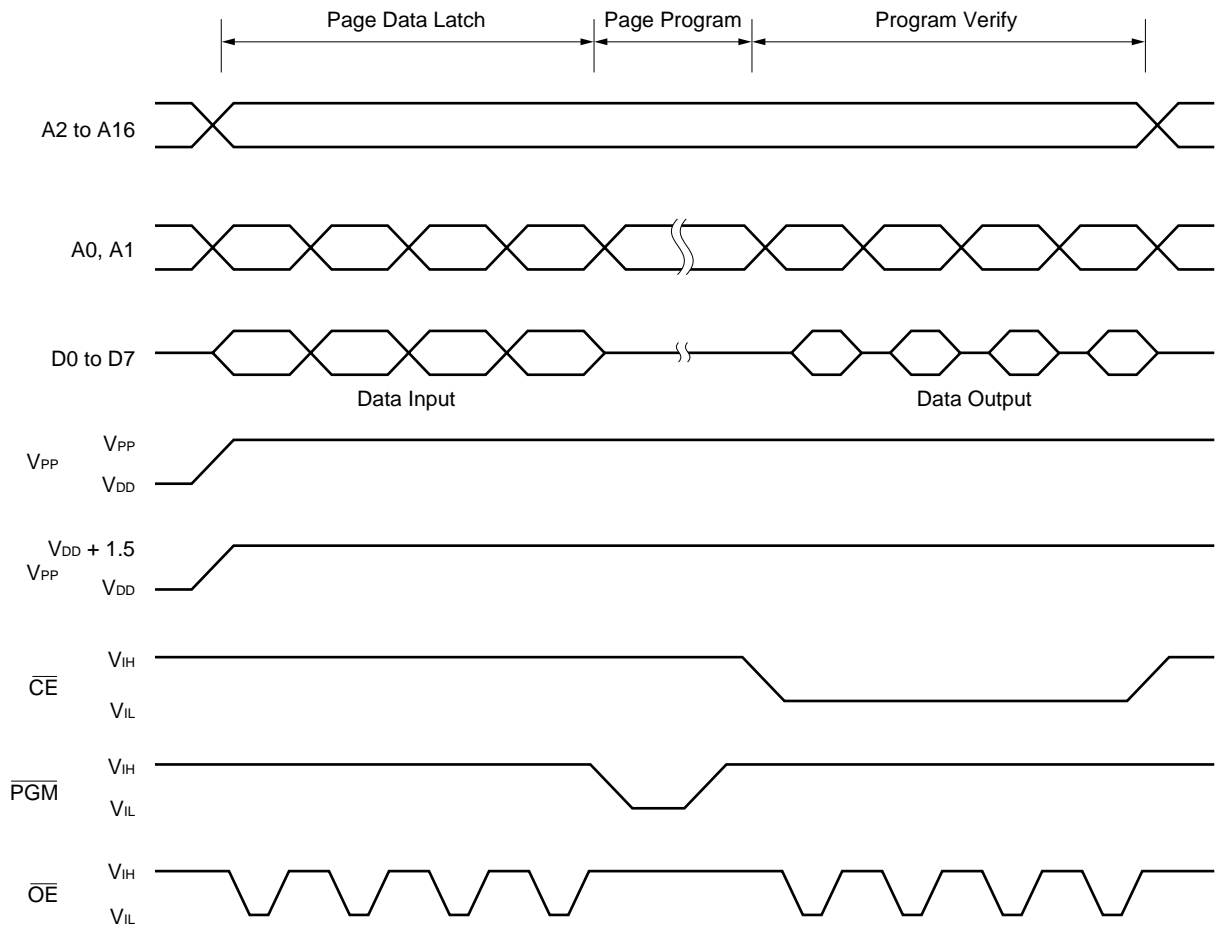 Page Data Latch Page Program Program Verify
A2 to A16
A0, A1
D0 to D7
Data Input Data Output
VPP
VPP
VDD
VDD + 1.5
VPP
VDD
VIH
CE
VIL
VIH
PGM
VIL
VIH
OE
VIL